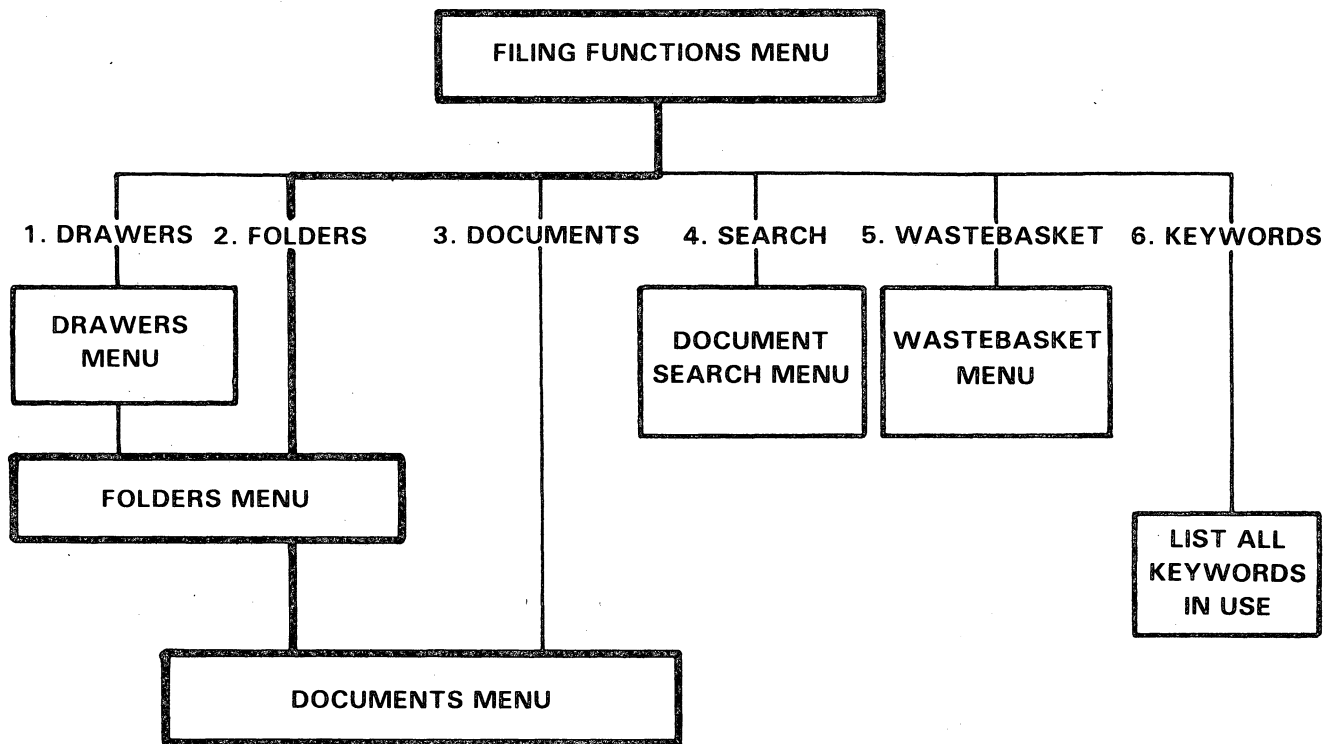 FILING FUNCTIONS MENU
1. DRAWERS
2. FOLDERS
3. DOCUMENTS
4. SEARCH
5. WASTEBASKET
6. KEYWORDS
DRAWERS
MENU
DOCUMENT
SEARCH MENU
WASTEBASKET
MENU
FOLDERS MENU
LIST ALL
KEYWORDS
IN USE
DOCUMENTS MENU